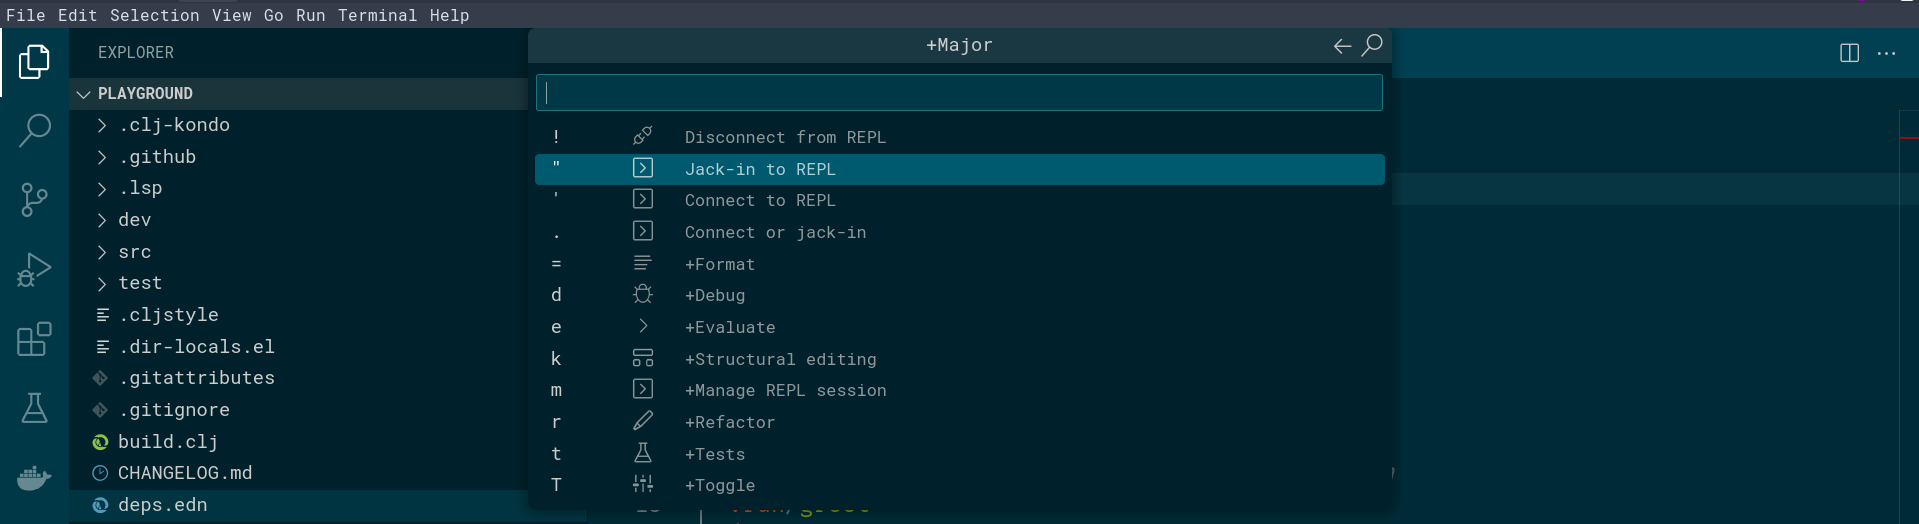 File Edit Selection View Go Run Terminal Help
EXPLORER
PLAYGROUND
.clj-kondo
.github
.lsp
dev
src
test
.cljstyle
.dir-locals.el
.gitattributes
.gitignore
build.clj
CHANGELOG.md
deps.edn
+Major
! Disconnect from REPL
" Jack-in to REPL
' Connect to REPL
. Connect or jack-in
= +Format
d +Debug
e +Evaluate
k +Structural editing
m +Manage REPL session
r +Refactor
t +Tests
T +Toggle